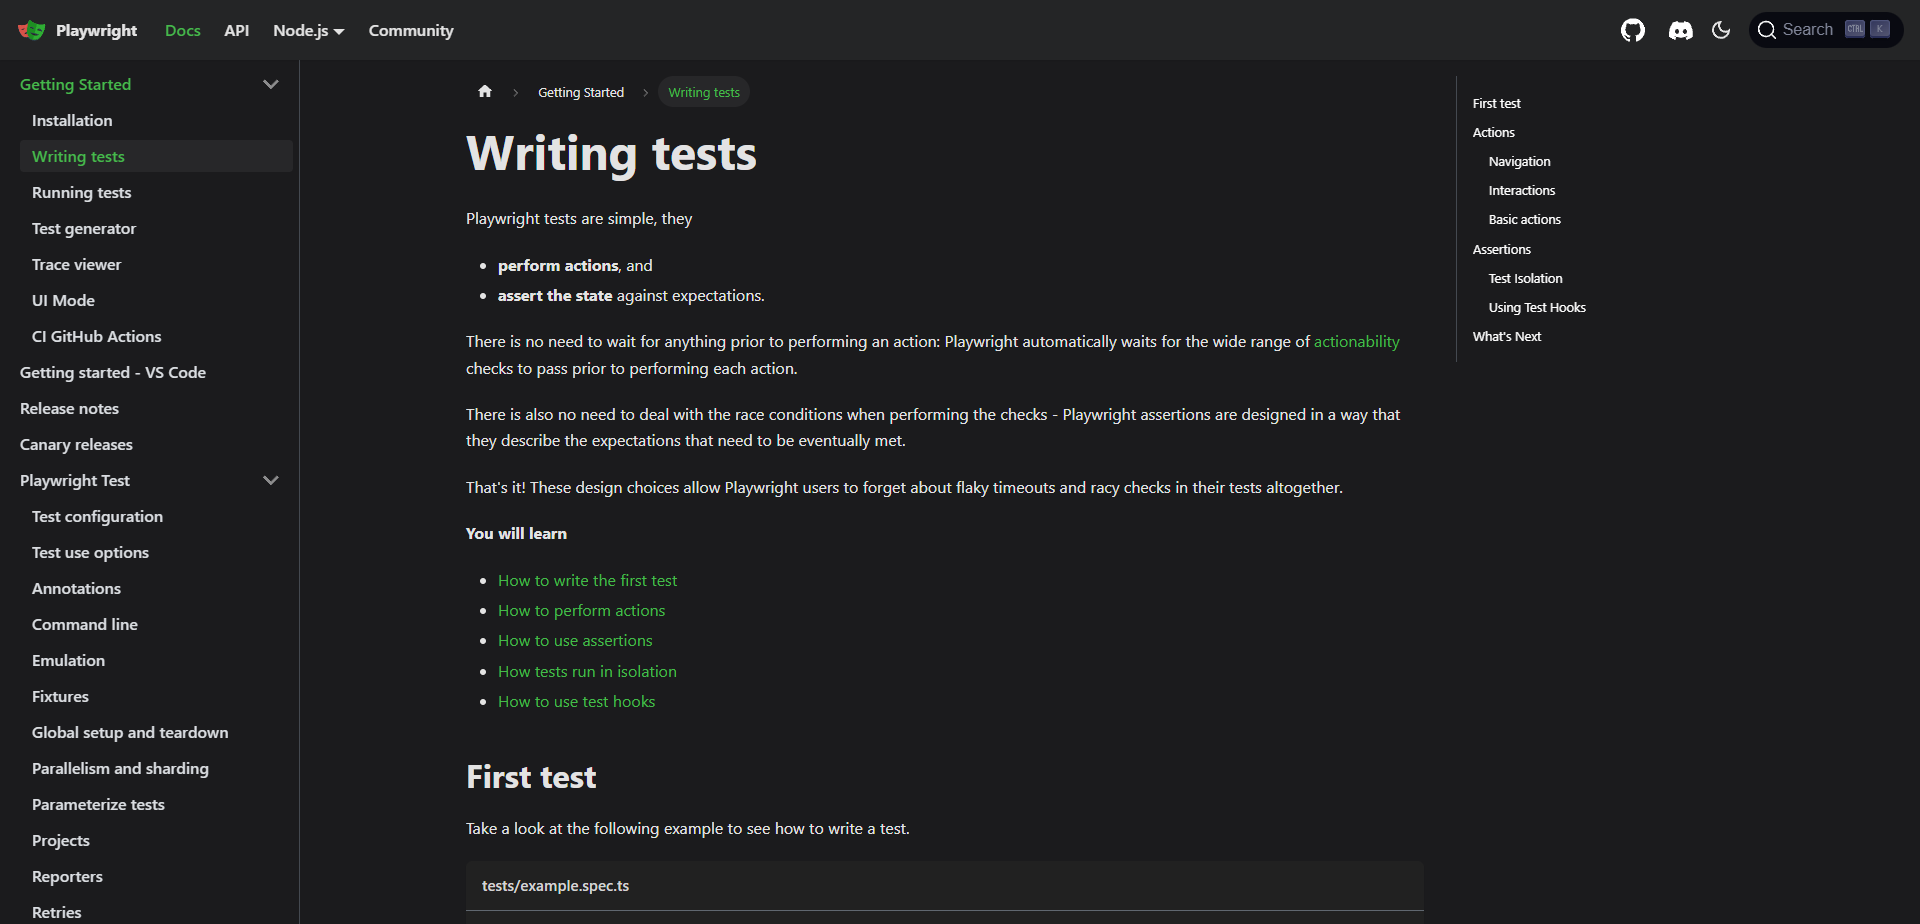 Playwright Docs API Node.js Community Search CTRL K
Getting Started
Installation
Writing tests
Running tests
Test generator
Trace viewer
UI Mode
CI GitHub Actions
Getting started - VS Code
Release notes
Canary releases
Playwright Test
Test configuration
Test use options
Annotations
Command line
Emulation
Fixtures
Global setup and teardown
Parallelism and sharding
Parameterize tests
Projects
Reporters
Retries
Getting Started Writing tests
Writing tests
Playwright tests are simple, they
• perform actions, and
• assert the state against expectations.
There is no need to wait for anything prior to performing an action: Playwright automatically waits for the wide range of actionability
checks to pass prior to performing each action.
There is also no need to deal with the race conditions when performing the checks - Playwright assertions are designed in a way that
they describe the expectations that need to be eventually met.
That's it! These design choices allow Playwright users to forget about flaky timeouts and racy checks in their tests altogether.
You will learn
• How to write the first test
• How to perform actions
• How to use assertions
• How tests run in isolation
• How to use test hooks
First test
Take a look at the following example to see how to write a test.
tests/example.spec.ts
First test
Actions
Navigation
Interactions
Basic actions
Assertions
Test Isolation
Using Test Hooks
What's Next